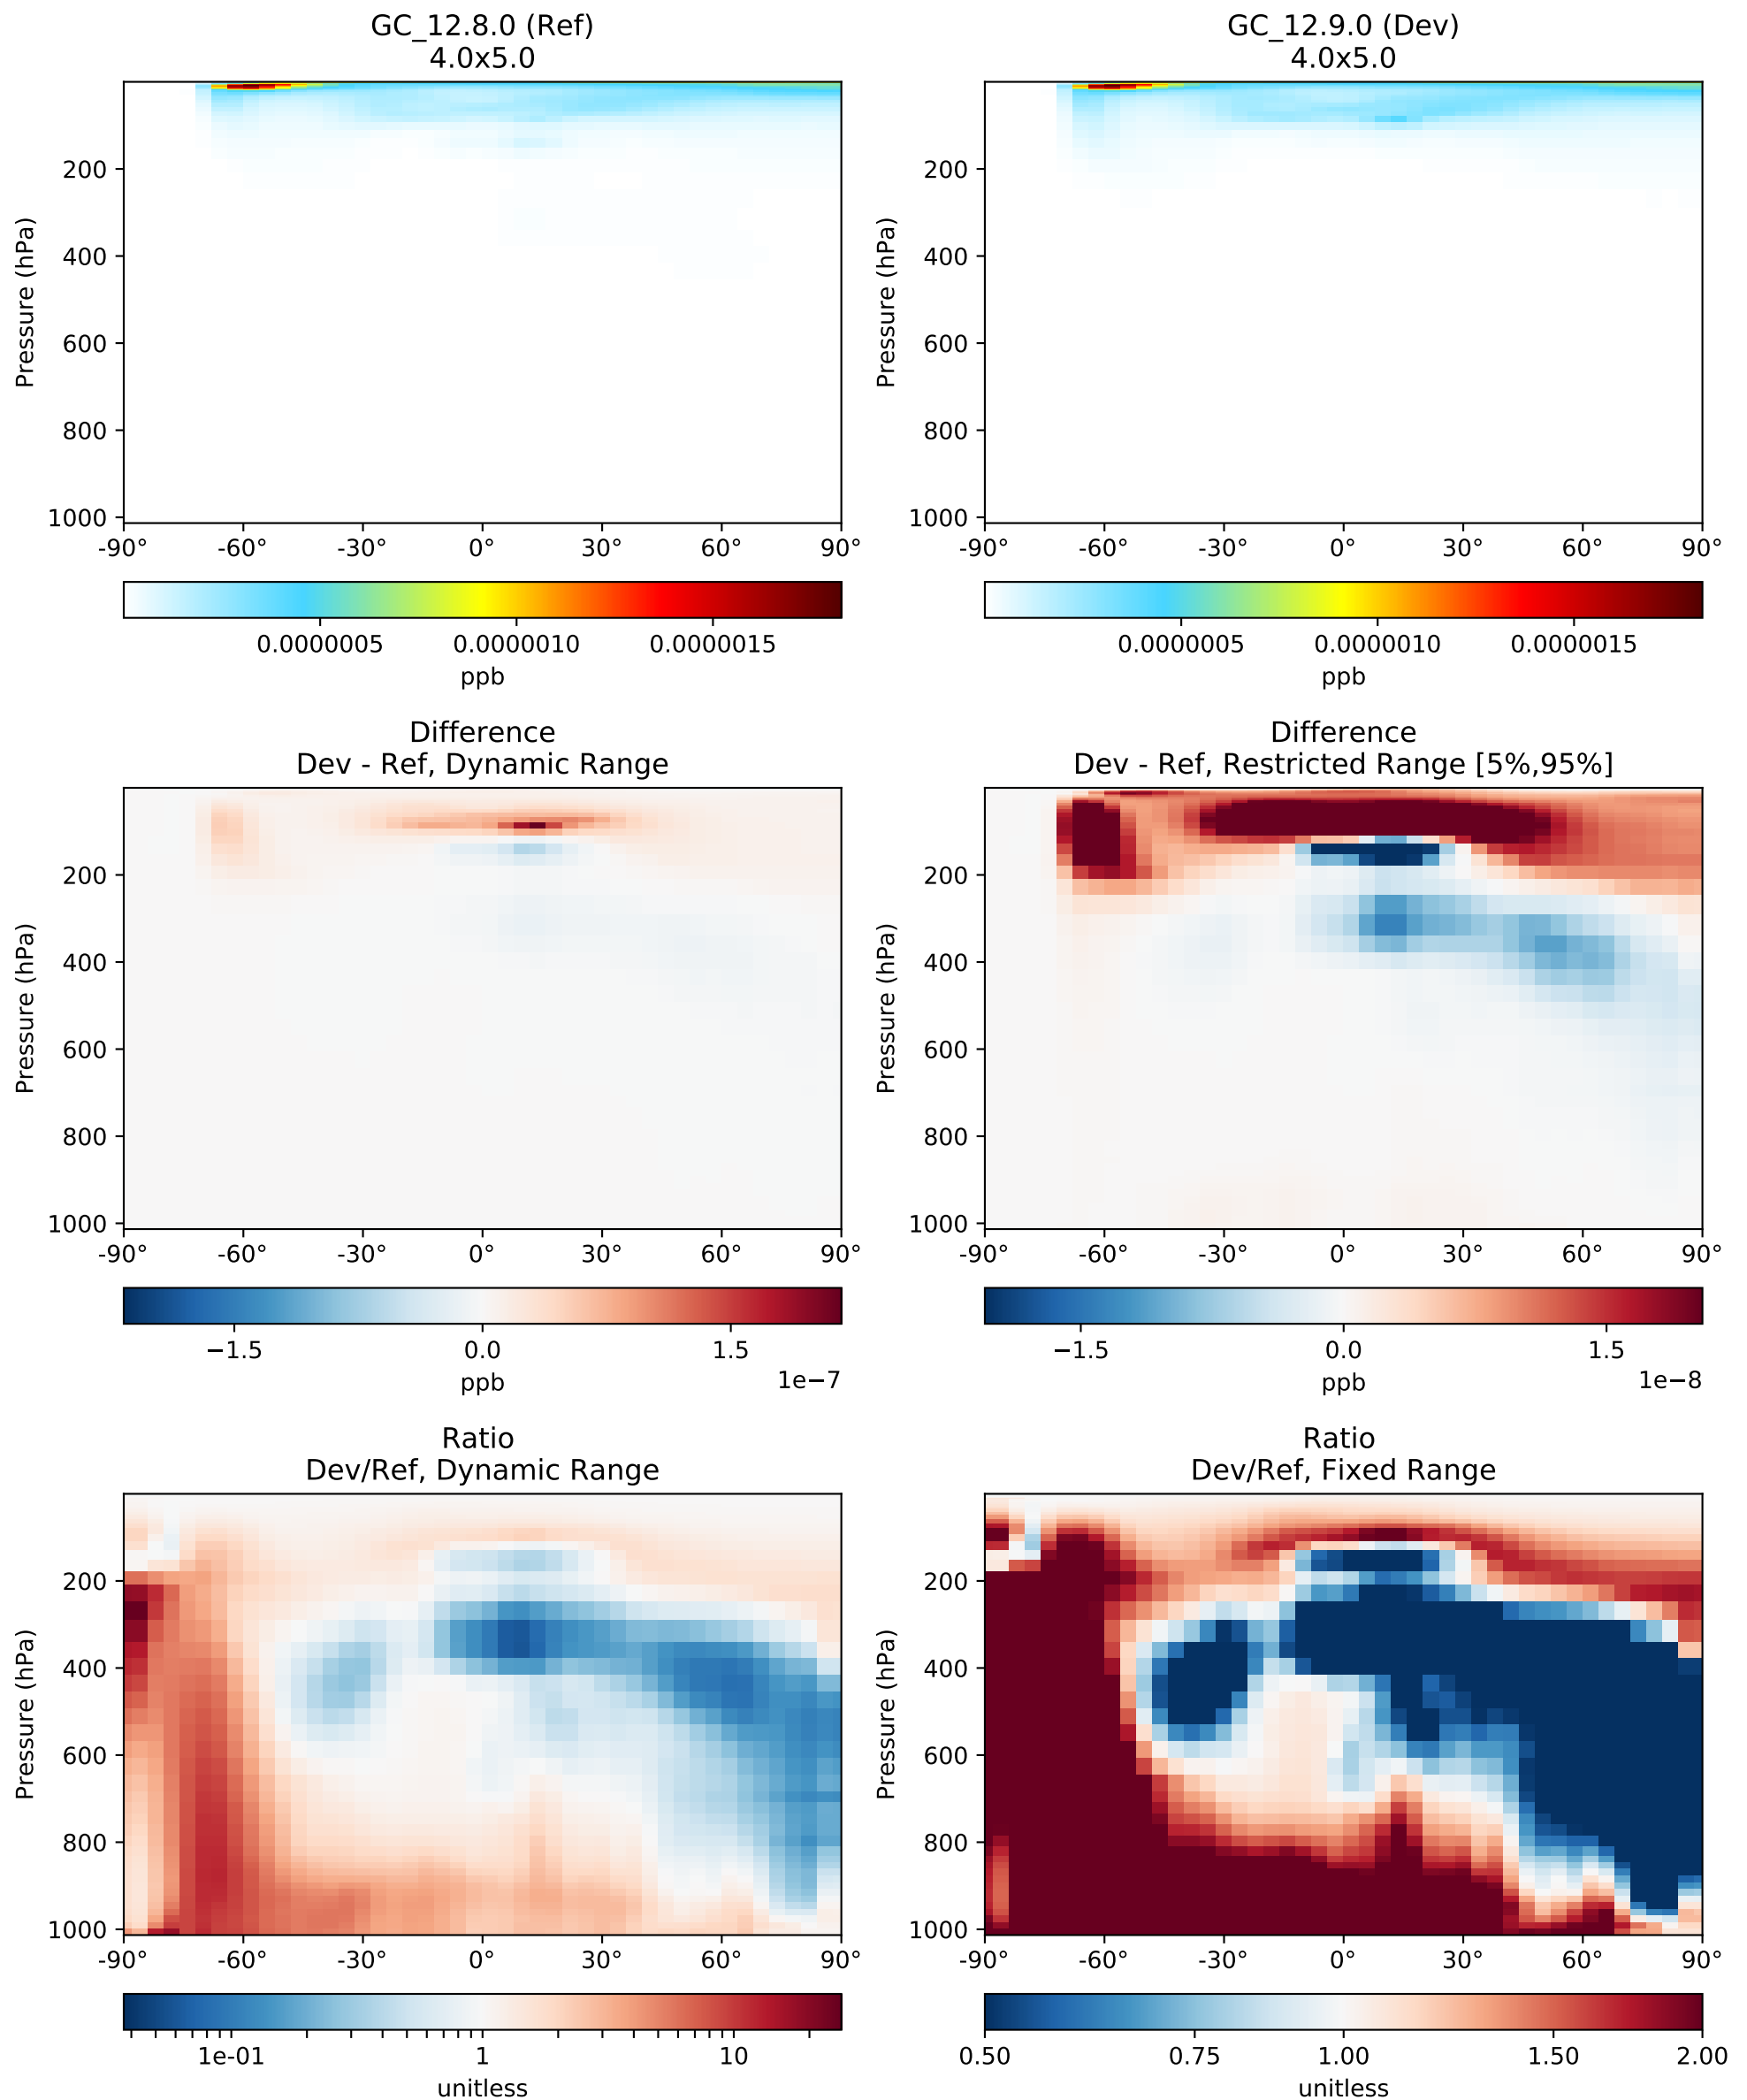 GC_12.8.0 (Ref)
4.0x5.0
Pressure (hPa)
200
400
600
800
1000
-90° -60° -30° 0° 30° 60° 90°
0.0000005 0.0000010 0.0000015
ppb
GC_12.9.0 (Dev)
4.0x5.0
Pressure (hPa)
200
400
600
800
1000
-90° -60° -30° 0° 30° 60° 90°
0.0000005 0.0000010 0.0000015
ppb
Difference
Dev - Ref, Dynamic Range
Pressure (hPa)
200
400
600
800
1000
-90° -60° -30° 0° 30° 60° 90°
−1.5 0.0 1.5
ppb 1e−7
Difference
Dev - Ref, Restricted Range [5%,95%]
Pressure (hPa)
200
400
600
800
1000
-90° -60° -30° 0° 30° 60° 90°
−1.5 0.0 1.5
ppb 1e−8
Ratio
Dev/Ref, Dynamic Range
Pressure (hPa)
200
400
600
800
1000
-90° -60° -30° 0° 30° 60° 90°
1e-01 1 10
unitless
Ratio
Dev/Ref, Fixed Range
Pressure (hPa)
200
400
600
800
1000
-90° -60° -30° 0° 30° 60° 90°
0.50 0.75 1.00 1.50 2.00
unitless